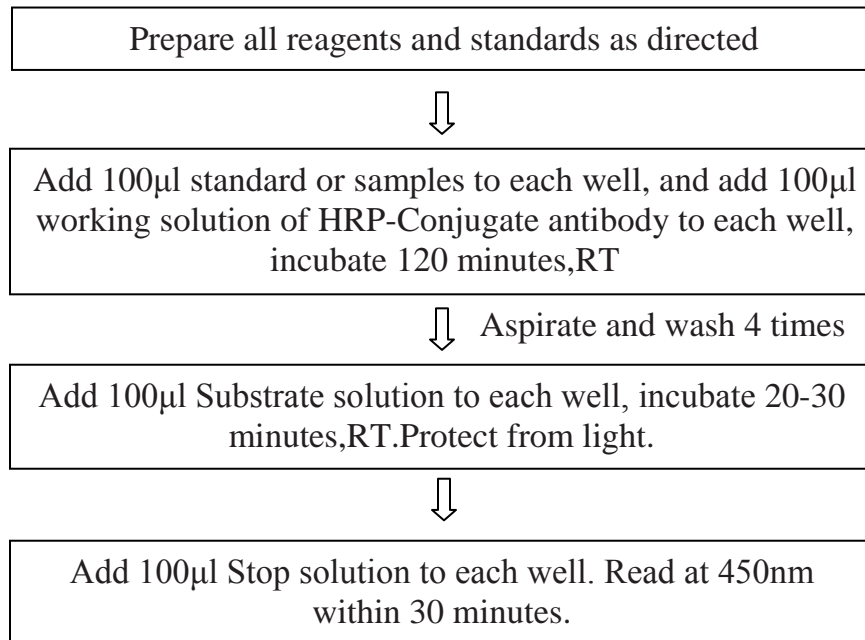 Prepare all reagents and standards as directed
Add 100μl standard or samples to each well, and add 100μl
working solution of HRP-Conjugate antibody to each well,
incubate 120 minutes,RT
Aspirate and wash 4 times
Add 100μl Substrate solution to each well, incubate 20-30
minutes,RT.Protect from light.
Add 100μl Stop solution to each well. Read at 450nm
within 30 minutes.